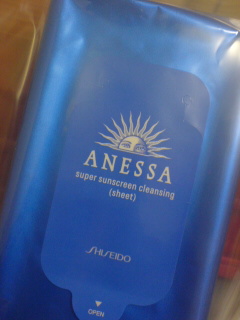 ANESSA
super sunscreen cleansing
(sheet)
SHISEIDO
OPEN